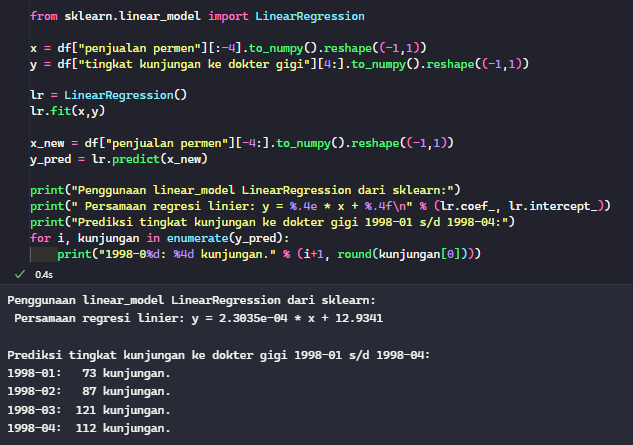 from sklearn.linear_model import LinearRegression
x = df["penjualan permen"][:-4].to_numpy().reshape((-1,1))
y = df["tingkat kunjungan ke dokter gigi"][4:].to_numpy().reshape((-1,1))
lr = LinearRegression()
lr.fit(x,y)
x_new = df["penjualan permen"][-4:].to_numpy().reshape((-1,1))
y_pred = lr.predict(x_new)
print("Penggunaan linear_model LinearRegression dari sklearn:")
print(" Persamaan regresi linier: y = %.4e * x + %.4f\n" % (lr.coef_, lr.intercept_))
print("Prediksi tingkat kunjungan ke dokter gigi 1998-01 s/d 1998-04:")
for i, kunjungan in enumerate(y_pred):
    print("1998-0%d: %4d kunjungan." % (i+1, round(kunjungan[0])))
0.4s
Penggunaan linear_model LinearRegression dari sklearn:
 Persamaan regresi linier: y = 2.3035e-04 * x + 12.9341
Prediksi tingkat kunjungan ke dokter gigi 1998-01 s/d 1998-04:
1998-01:   73 kunjungan.
1998-02:   87 kunjungan.
1998-03:  121 kunjungan.
1998-04:  112 kunjungan.